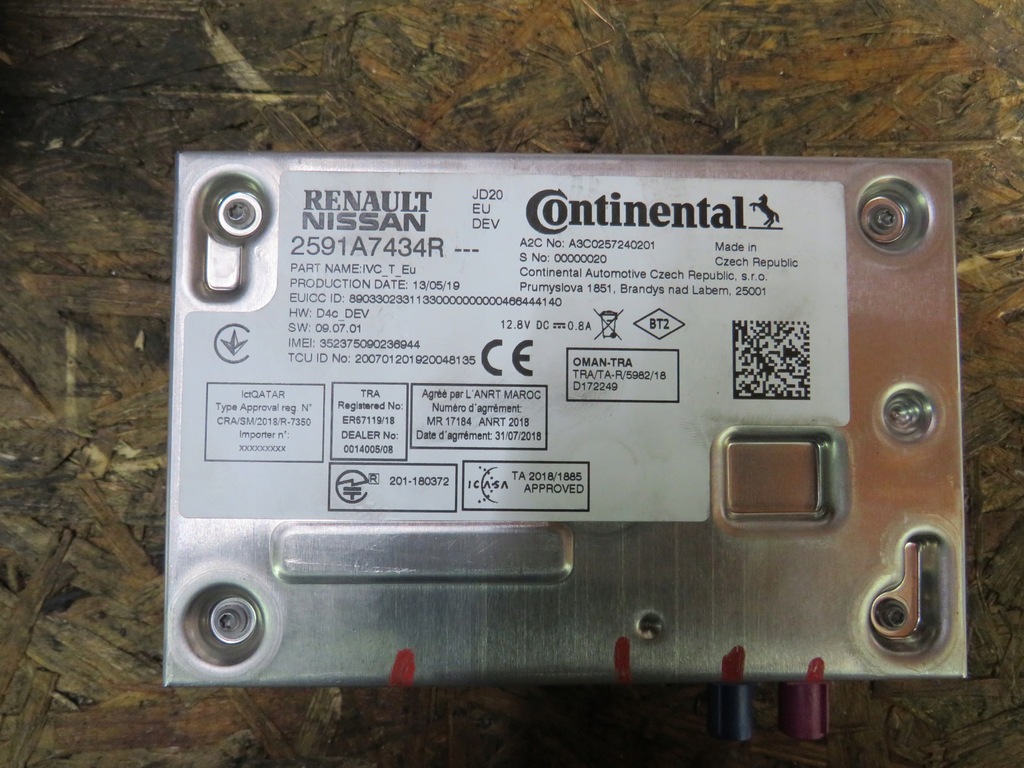 RENAULT
NISSAN
JD20
EU
DEV
Continental
2591A7434R ---
A2C No: A3C0257240201
S No: 00000020
Made in
Czech Republic
Continental Automotive Czech Republic, s.r.o.
Prumyslova 1851, Brandys nad Labem, 25001
PART NAME:IVC_T_Eu
PRODUCTION DATE: 13/05/19
EUICC ID: 89033023311330000000000466444140
HW: D4c_DEV
SW: 09.07.01
IMEI: 352375090236944
TCU ID No: 200701201920048135
12.8V DC 0.8A
BT2
CE
OMAN-TRA
TRA/TA-R/5982/18
D172249
IctQATAR
Type Approval reg. N°
CRA/SM/2018/R-7350
Importer n°:
xxxxxxxxx
TRA
Registered No:
ER67119/18
DEALER No:
0014005/08
Agréé par L'ANRT MAROC
Numéro d'agrément:
MR 17184 ANRT 2018
Date d'agrément: 31/07/2018
R 201-180372
ICASA
TA 2018/1885
APPROVED